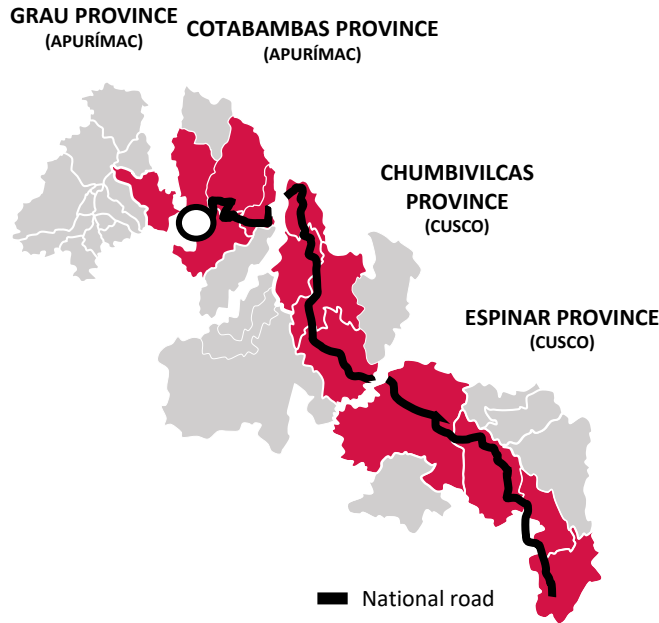 GRAU PROVINCE
(APURÍMAC)
COTABAMBAS PROVINCE
(APURÍMAC)
CHUMBIVILCAS
PROVINCE
(CUSCO)
ESPINAR PROVINCE
(CUSCO)
National road